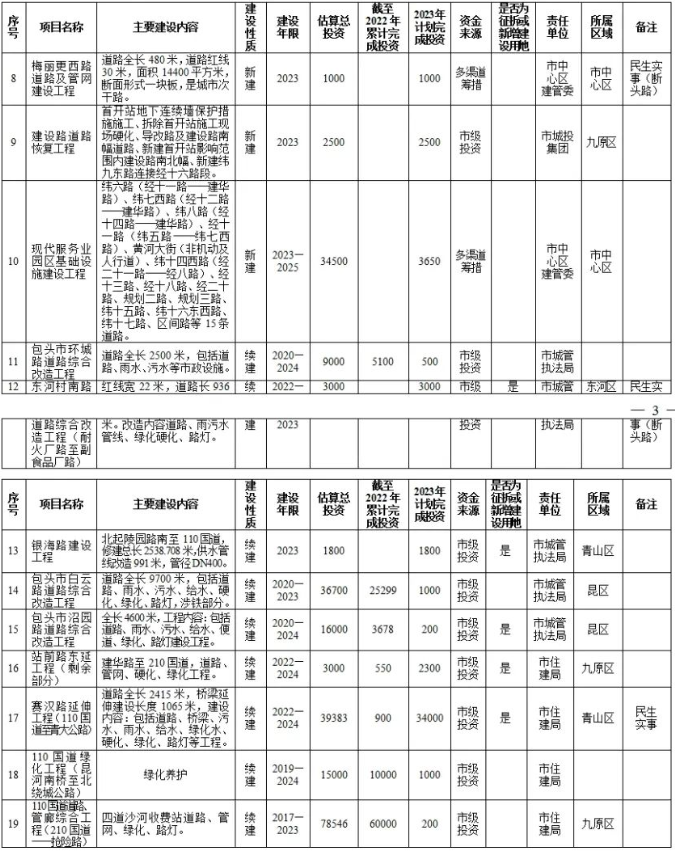 序号 项目名称 主要建设内容 建设性质 建设年限 估算总投资 截至2022年累计完成投资 2023年计划完成投资 资金来源 是否为征拆或新增建设用地 责任单位 所属区域 备注
8 梅丽更西路道路及管网建设工程 道路全长480米，道路红线30米，面积14400平方米，断面形式一块板，是城市次干路。 新建 2023 1000 1000 多渠道筹措 市中心区建管委 市中心区 民生实事（断头路）
9 建设路道路恢复工程 首开站地下连续墙保护措施施工、拆除首开站施工现场硬化、导改路及建设路南幅道路、新建首开站影响范围内建设路南北幅、新建纬九东路连接经十六路段。 新建 2023 2500 2500 市级投资 市城投集团 九原区
10 现代服务业园区基础设施建设工程 纬六路（经十一路——建华路）、纬七西路（经十二路——建华路）、纬八路（经十四路——建华路）、经十一路（纬五路——纬七西路）、黄河大街（非机动及人行道）、纬十四西路（经二十一路——经八路）、经十三路、经十八路、经二十路、规划二路、规划三路、纬十五路、纬十六东西路、纬十七路、区间路等15条道路。 新建 2023—2025 34500 3650 多渠道筹措 市中心区建管委 市中心区
11 包头市环城路道路综合改造工程 道路全长2500米，包括道路、雨水、污水等市政设施。 续建 2020—2024 9000 5100 500 市级投资 市城管执法局
12 东河村南路 红线宽22米，道路长936 续 2022— 3000 3000 市级 是 市城管 东河区 民生实
— 3 —
道路综合改造工程（耐火厂路至副食品厂路） 米。改造内容道路、雨污水管线、绿化硬化、路灯。 建 2023 投资 执法局 事（断头路）
序号 项目名称 主要建设内容 建设性质 建设年限 估算总投资 截至2022年累计完成投资 2023年计划完成投资 资金来源 是否为征拆或新增建设用地 责任单位 所属区域 备注
13 银海路建设工程 北起陵园路南至110国道，修建总长2538.708米，供水管线改造991米，管径DN400。 续建 2023 1800 1800 市级投资 是 市城管执法局 青山区
14 包头市白云路道路综合改造工程 道路全长9700米，包括道路、雨水、污水、给水、硬化、绿化、路灯，涉铁部分。 续建 2020—2023 36700 25299 1000 市级投资 是 市城管执法局 昆区
15 包头市沼园路道路综合改造工程 全长4600米，工程内容：包括道路、雨水、污水、给水、便道、绿化、路灯建设工程。 续建 2020—2024 16000 3678 200 市级投资 是 市城管执法局 昆区
16 站前路东延工程（剩余部分） 建华路至210国道，道路、管网、硬化、绿化工程。 续建 2022—2024 3000 550 2300 市级投资 是 市住建局 九原区
17 赛汉路延伸工程（110国道至青大公路） 道路全长2415米，桥梁延伸建设长度1065米，建设内容：包括道路、桥梁、污水、雨水、给水、绿化水、硬化、绿化、路灯等工程。 续建 2022—2024 39383 900 34000 市级投资 是 市住建局 青山区 民生实事
18 110国道绿化工程（昆河南桥至北绕城公路） 绿化养护 续建 2019—2024 15000 10000 1000 市级投资 市住建局
19 110国道道路、管廊综合工程（210国道——抢险路） 四道沙河收费站道路、管网、绿化、路灯。 续建 2017—2023 78546 60000 200 市级投资 市住建局 九原区